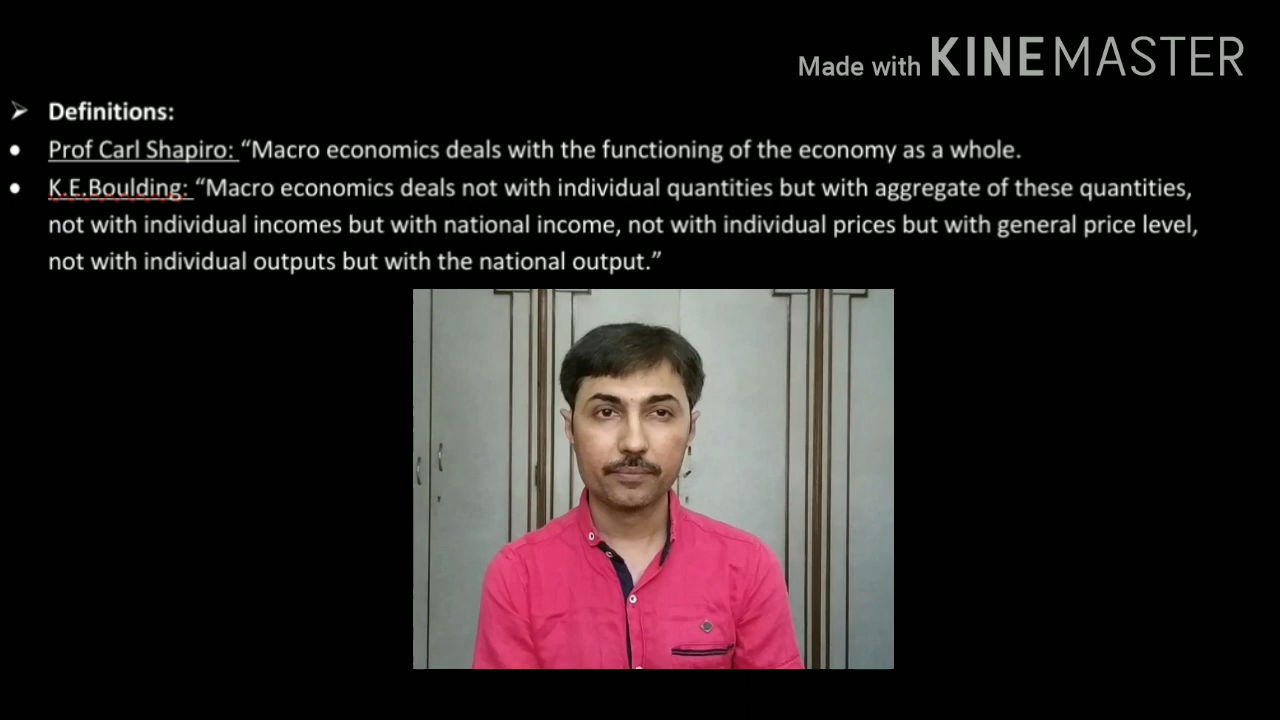 Made with KINEMASTER
➢ Definitions:
• Prof Carl Shapiro: “Macro economics deals with the functioning of the economy as a whole.
• K.E.Boulding: “Macro economics deals not with individual quantities but with aggregate of these quantities,
not with individual incomes but with national income, not with individual prices but with general price level,
not with individual outputs but with the national output.”